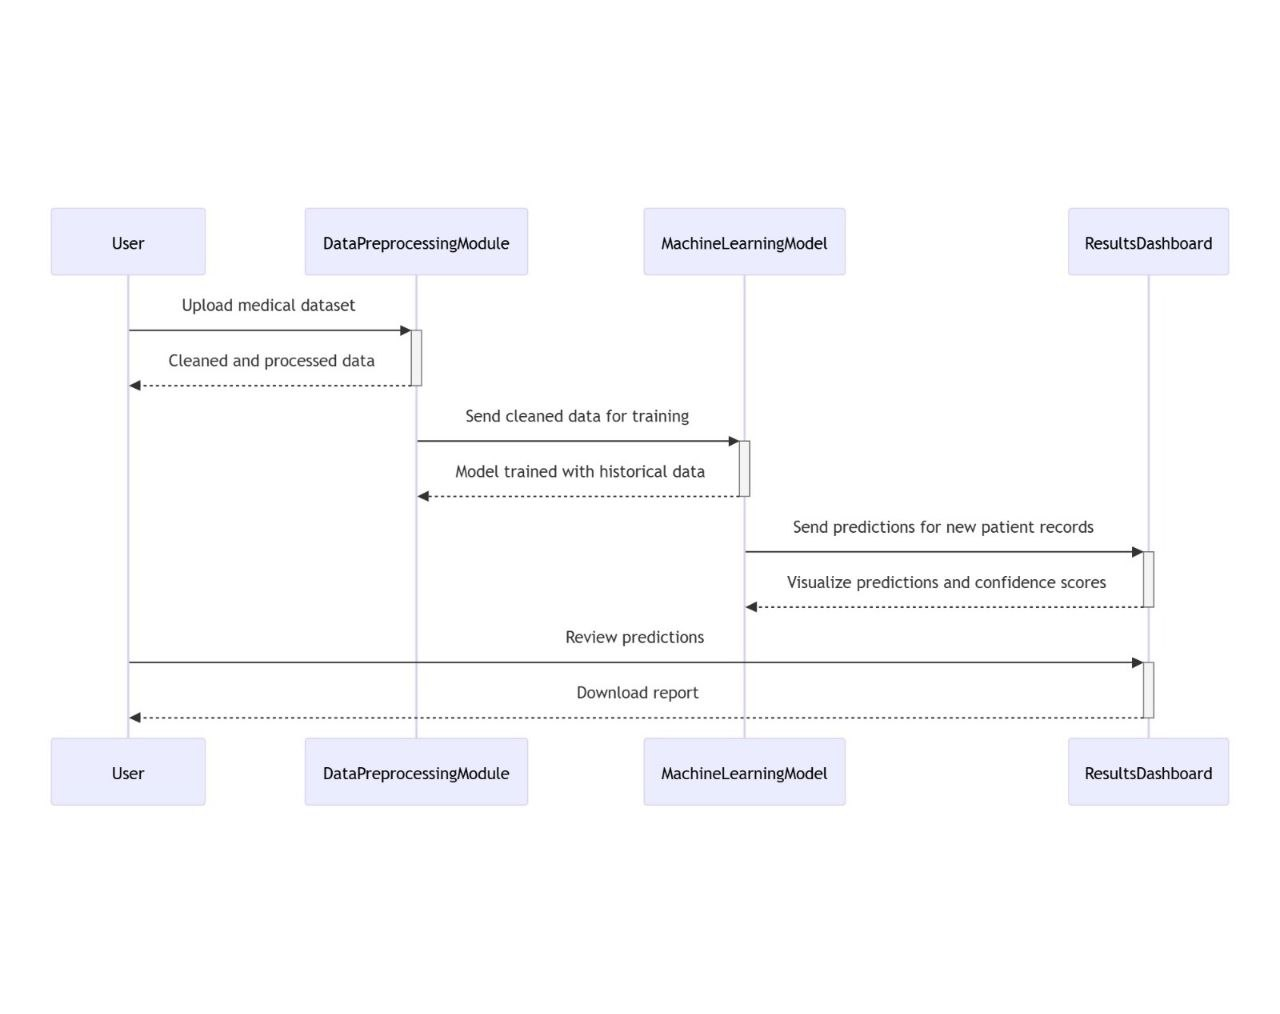 User
DataPreprocessingModule
MachineLearningModel
ResultsDashboard
Upload medical dataset
Cleaned and processed data
Send cleaned data for training
Model trained with historical data
Send predictions for new patient records
Visualize predictions and confidence scores
Review predictions
Download report
User
DataPreprocessingModule
MachineLearningModel
ResultsDashboard